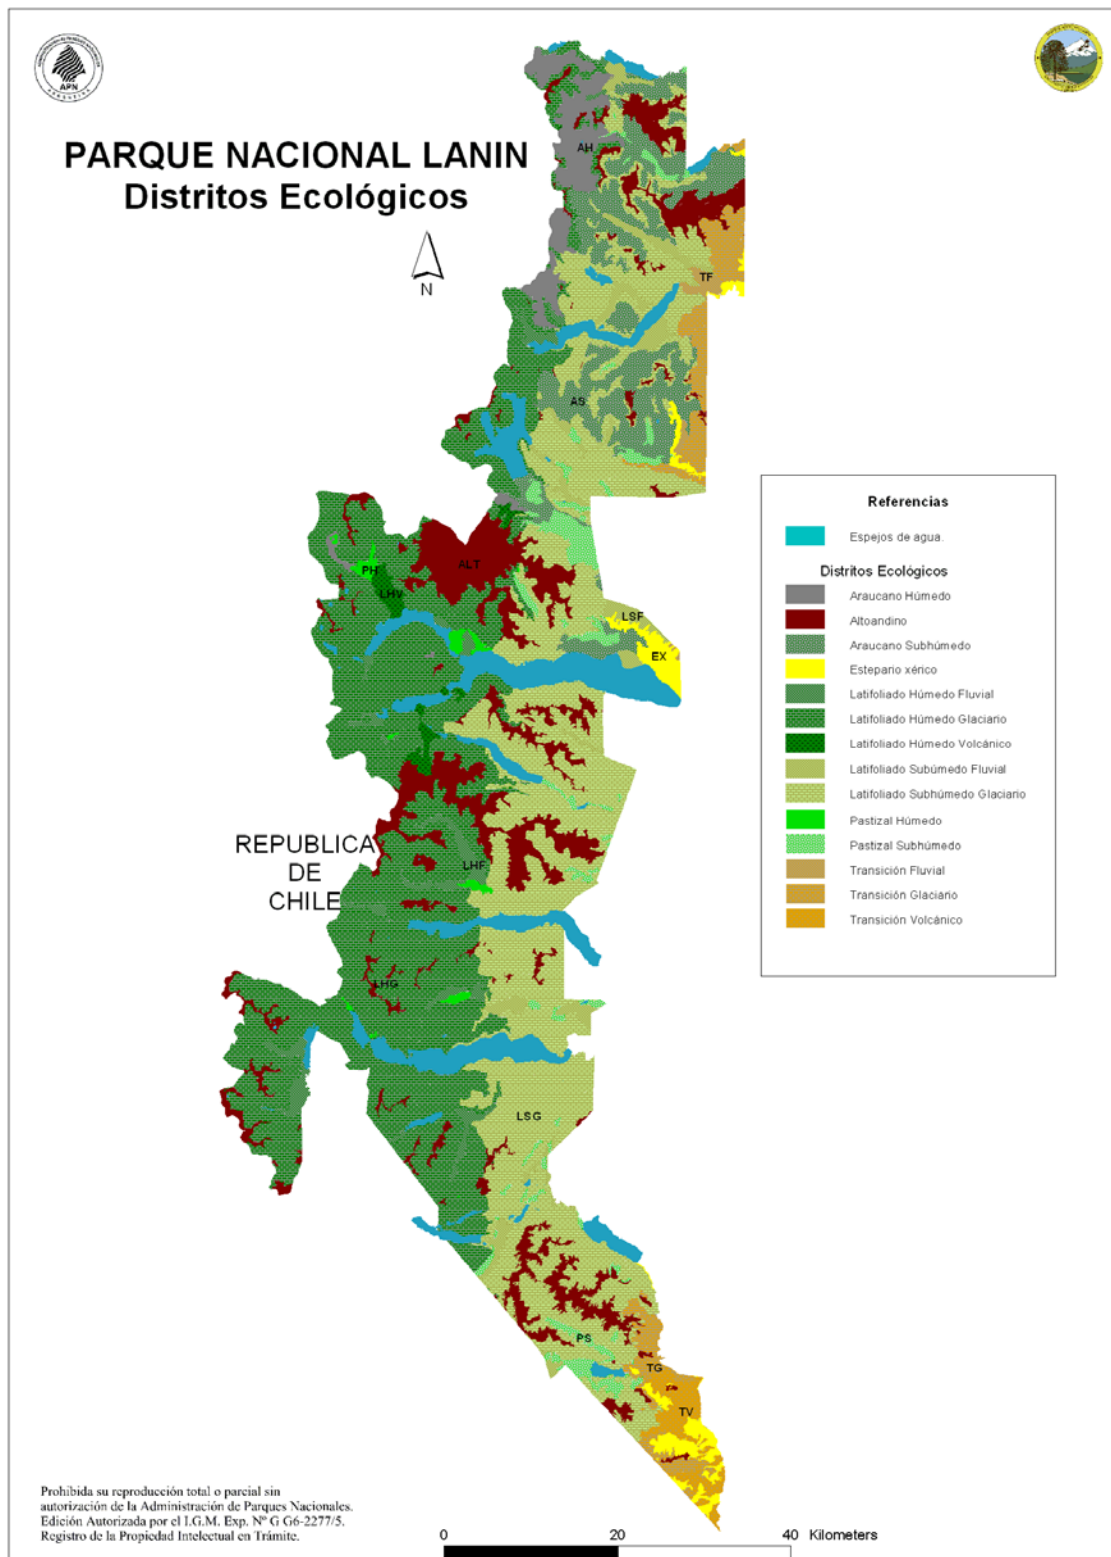 APN
PARQUE NACIONAL LANIN
Distritos Ecológicos
N
AH
TF
AS
PH
LHV
ALT
LSF
EX
REPUBLICA
DE
CHILE
LHF
LHG
LSG
PS
TG
TV
Referencias
Espejos de agua.
Distritos Ecológicos
Araucano Húmedo
Altoandino
Araucano Subhúmedo
Estepario xérico
Latifoliado Húmedo Fluvial
Latifoliado Húmedo Glaciario
Latifoliado Húmedo Volcánico
Latifoliado Subúmedo Fluvial
Latifoliado Subhúmedo Glaciario
Pastizal Húmedo
Pastizal Subhúmedo
Transición Fluvial
Transición Glaciario
Transición Volcánico
Prohibida su reproducción total o parcial sin
autorización de la Administración de Parques Nacionales.
Edición Autorizada por el I.G.M. Exp. Nº G G6-2277/5.
Registro de la Propiedad Intelectual en Trámite.
0 20 40 Kilometers